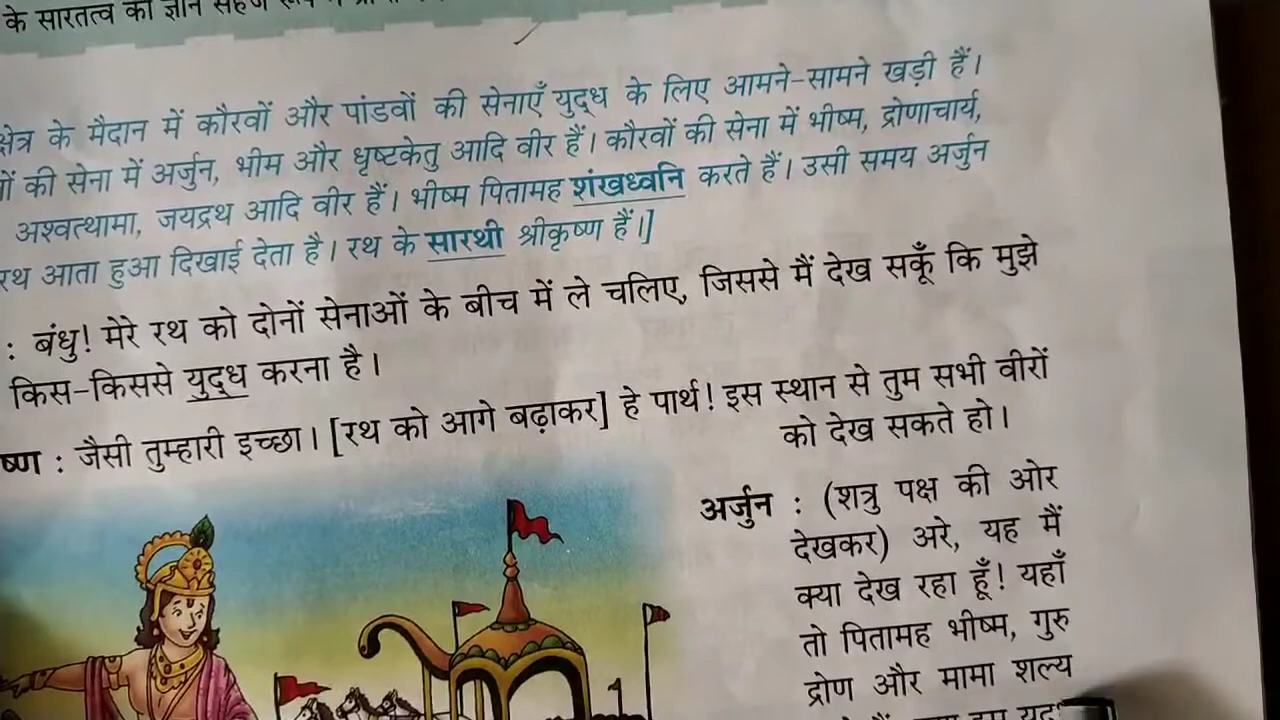 के सारतत्व का ज्ञान सहज
क्षेत्र के मैदान में कौरवों और पांडवों की सेनाएँ युद्ध के लिए आमने-सामने खड़ी हैं।
की सेना में अर्जुन, भीम और धृष्टकेतु आदि वीर हैं। कौरवों की सेना में भीष्म, द्रोणाचार्य,
अश्वत्थामा, जयद्रथ आदि वीर हैं। भीष्म पितामह शंखध्वनि करते हैं। उसी समय अर्जुन
रथ आता हुआ दिखाई देता है। रथ के सारथी श्रीकृष्ण हैं।]
: बंधु! मेरे रथ को दोनों सेनाओं के बीच में ले चलिए, जिससे मैं देख सकूँ कि मुझे
किस-किससे युद्ध करना है।
ष्ण : जैसी तुम्हारी इच्छा। [रथ को आगे बढ़ाकर] हे पार्थ! इस स्थान से तुम सभी वीरों
को देख सकते हो।
अर्जुन : (शत्रु पक्ष की ओर
देखकर) अरे, यह मैं
क्या देख रहा हूँ! यहाँ
तो पितामह भीष्म, गुरु
द्रोण और मामा शल्य